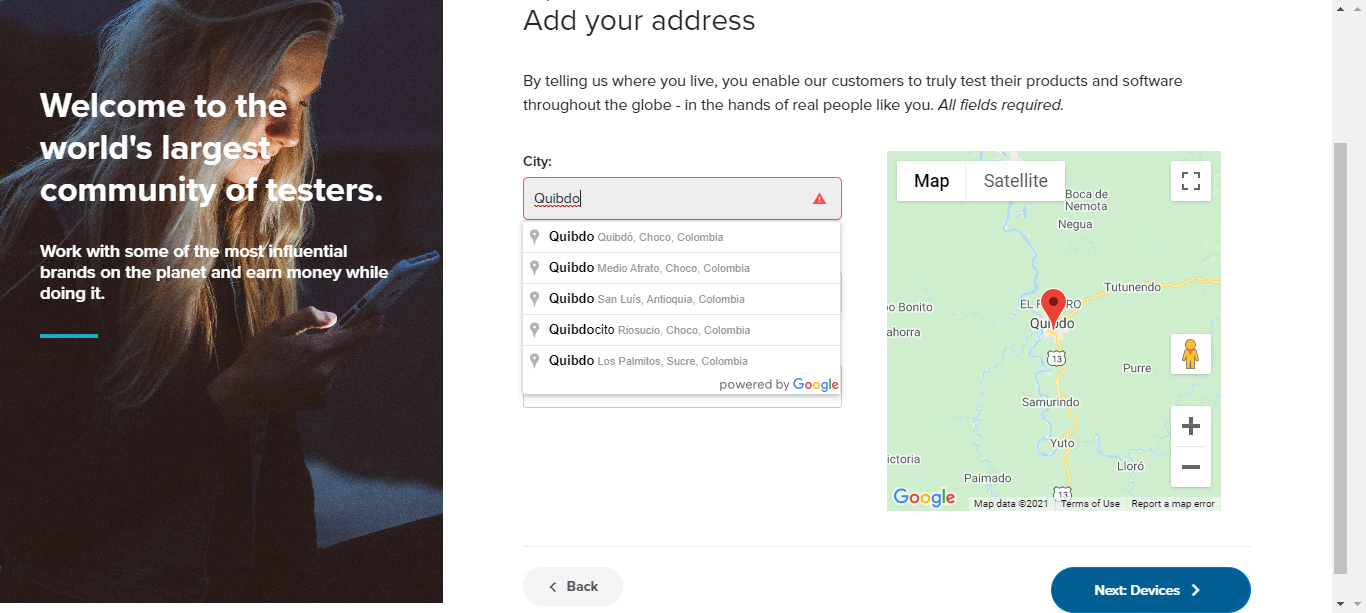 Welcome to the
world's largest
community of testers.
Work with some of the most influential
brands on the planet and earn money while
doing it.
Add your address
By telling us where you live, you enable our customers to truly test their products and software
throughout the globe - in the hands of real people like you. All fields required.
City:
Quibdo
Quibdo Quibdó, Choco, Colombia
Quibdo Medio Atrato, Choco, Colombia
Quibdo San Luís, Antioquia, Colombia
Quibdocito Riosucio, Choco, Colombia
Quibdo Los Palmitos, Sucre, Colombia
powered by Google
Map Satellite
Boca de
Nemota
Negua
Tutunendo
o Bonito
ahorra
Quibdo
13
Purre
Samurindo
Yuto
ictoria
Lloró
Paimado
13
Google
Map data ©2021 Terms of Use Report a map error
Back
Next: Devices